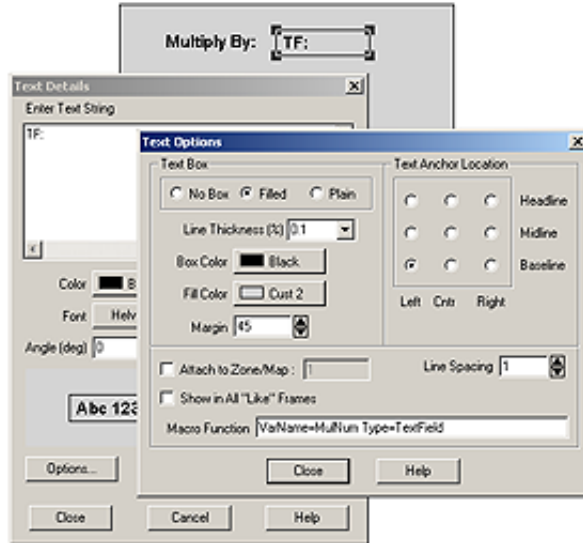 Multiply By: TF:
Text Details
Enter Text String
TF:
Text Options
Text Box
No Box Filled Plain
Line Thickness (%) 0.1
Box Color Black
Fill Color Cust 2
Margin 45
Text Anchor Location
Headline
Midline
Baseline
Left Cntr Right
Color
Font Helv
Angle (deg) 0
Abc 123
Attach to Zone/Map: 1
Line Spacing 1
Show in All "Like" Frames
Macro Function VarName=MulNum Type=TextField
Options...
Close Help
Close Cancel Help